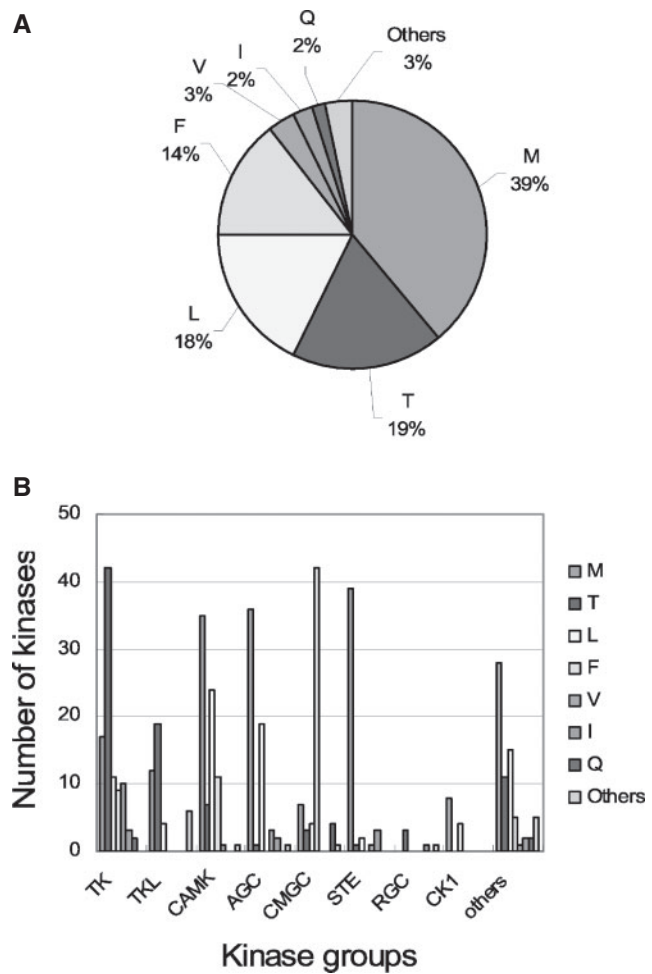 A
Q
2%
Others
3%
I
2%
V
3%
F
14%
M
39%
L
18%
T
19%
B
50
40
30
20
10
0
Number of kinases
TK
TKL
CAMK
AGC
CMGC
STE
RGC
CK1
others
Kinase groups
M
T
L
F
V
I
Q
Others